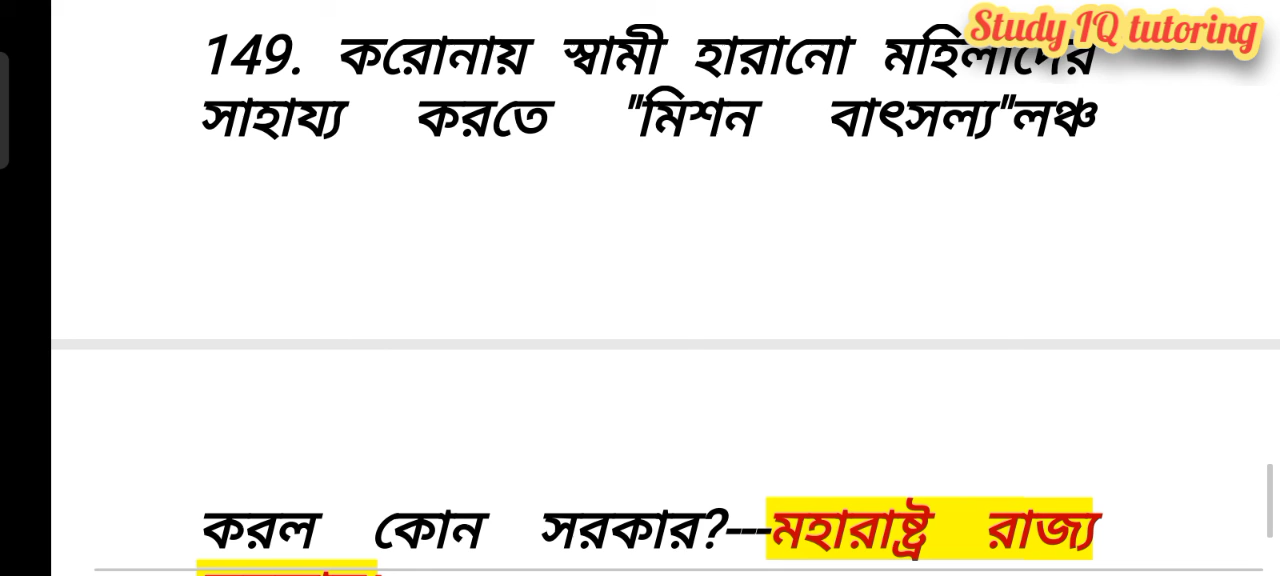 Study IQ tutoring
149. করোনায় স্বামী হারানো মহিলাদের
সাহায্য করতে "মিশন বাৎসল্য"লঞ্চ
করল কোন সরকার?---মহারাষ্ট্র রাজ্য